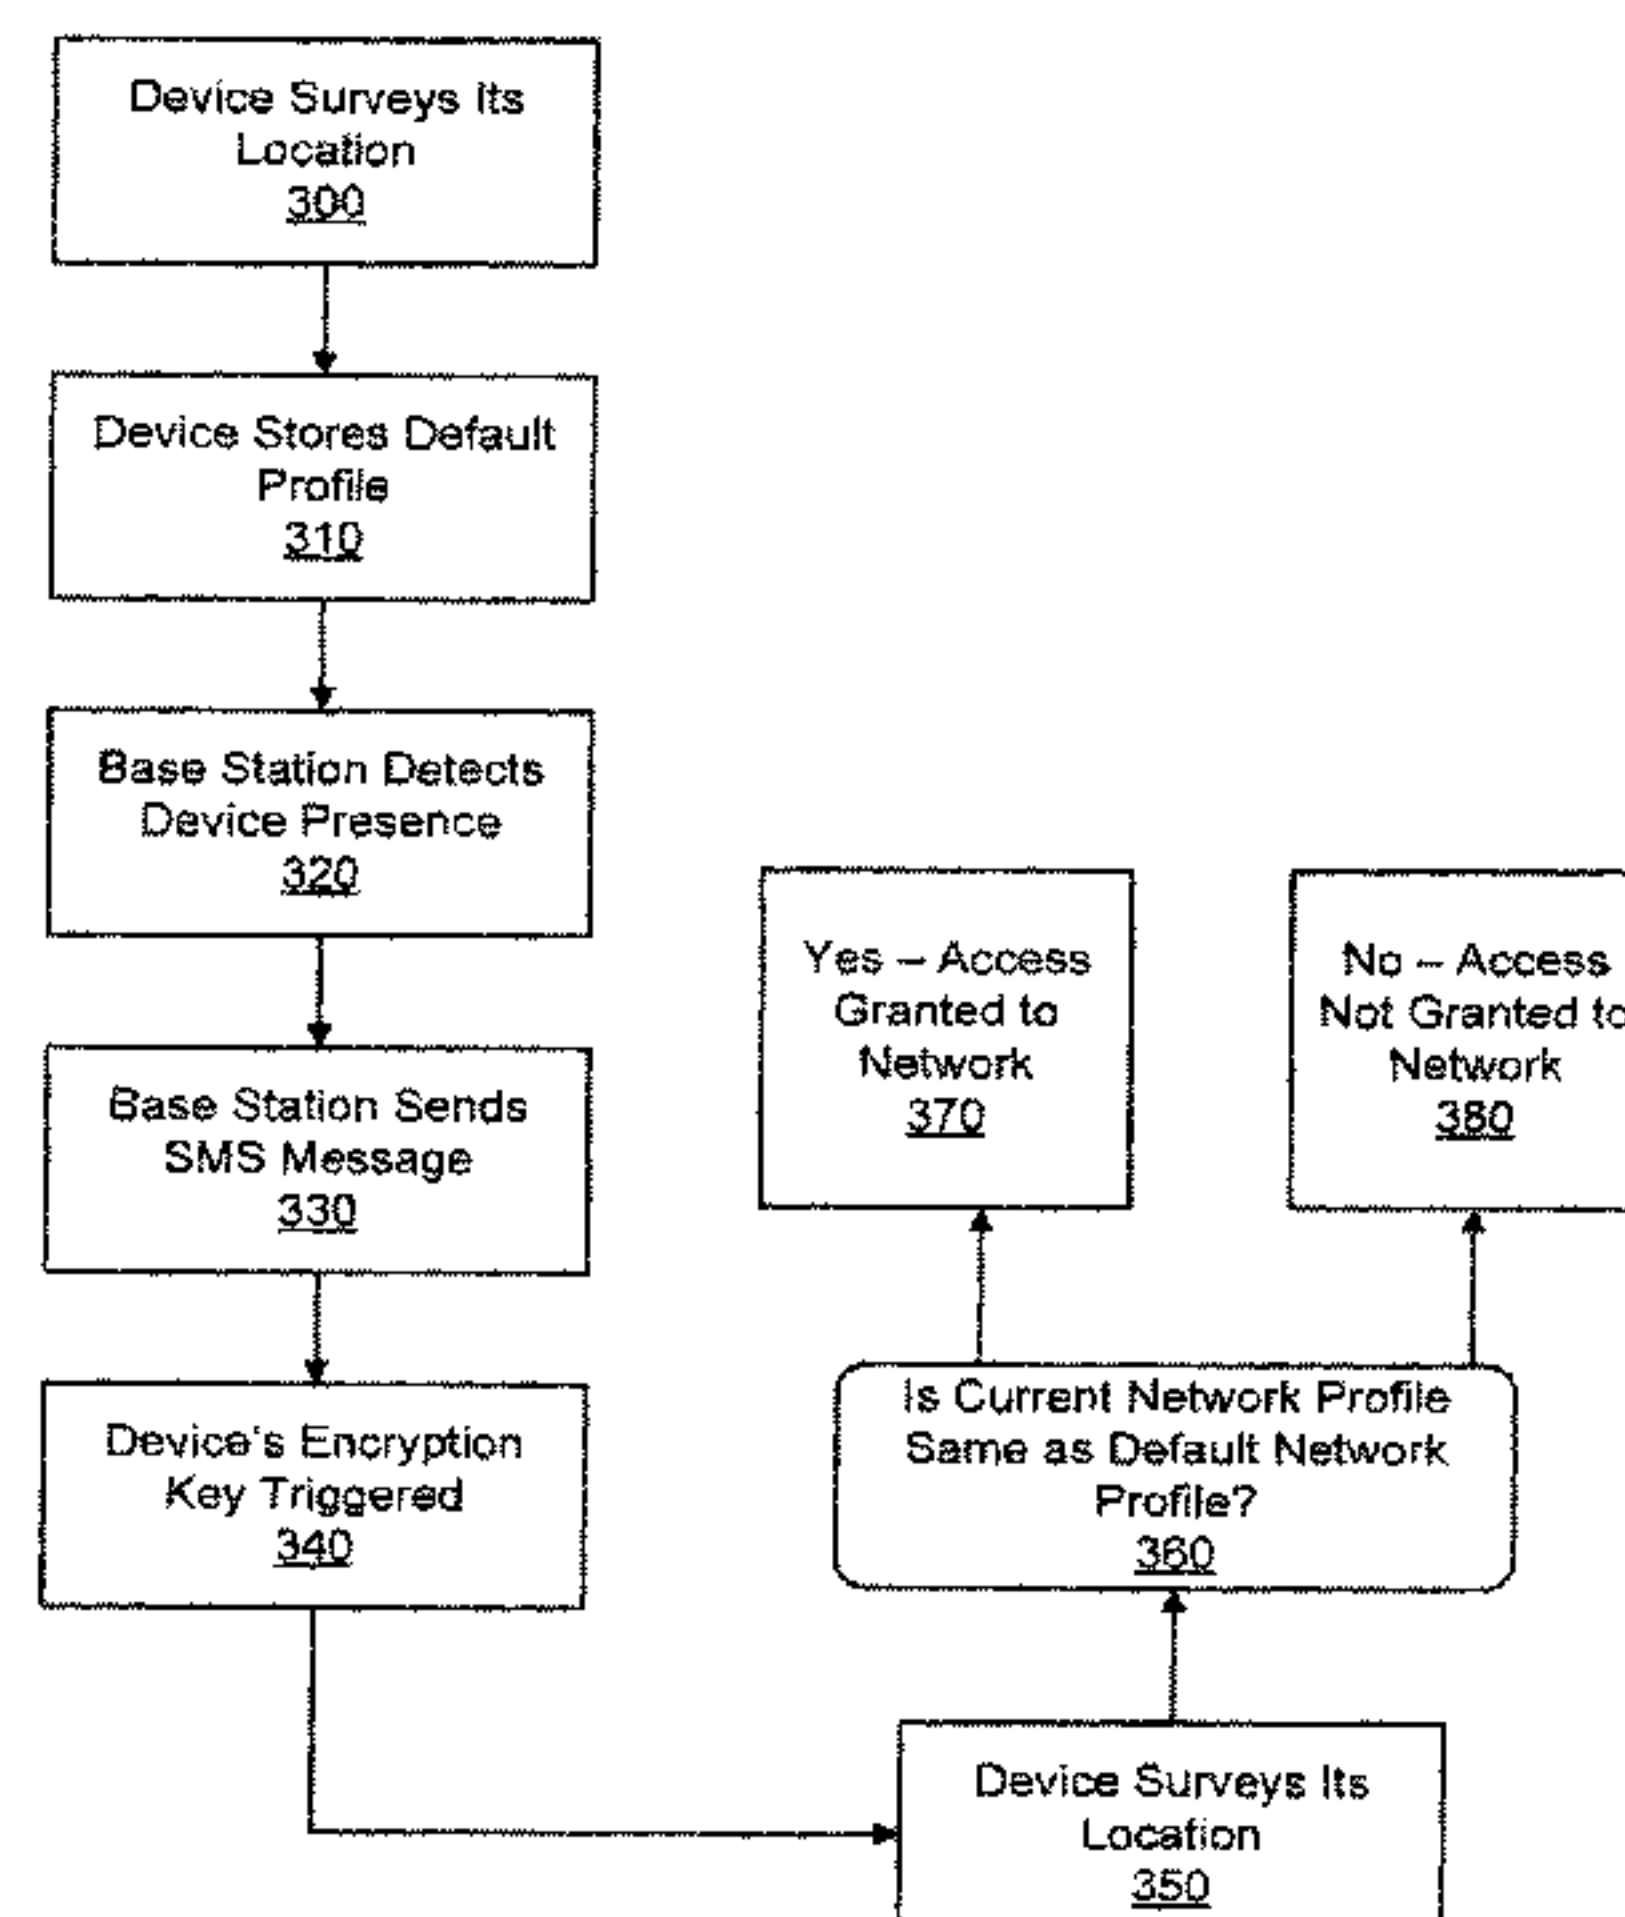 Device Surveys Its
Location
300
Device Stores Default
Profile
310
Base Station Detects
Device Presence
320
Base Station Sends
SMS Message
330
Device's Encryption
Key Triggered
340
Device Surveys Its
Location
350
Is Current Network Profile
Same as Default Network
Profile?
360
Yes – Access
Granted to
Network
370
No – Access
Not Granted to
Network
380